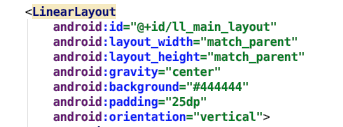 <LinearLayout
android:id="@+id/ll_main_layout"
android:layout_width="match_parent"
android:layout_height="match_parent"
android:gravity="center"
android:background="#444444"
android:padding="25dp"
android:orientation="vertical">